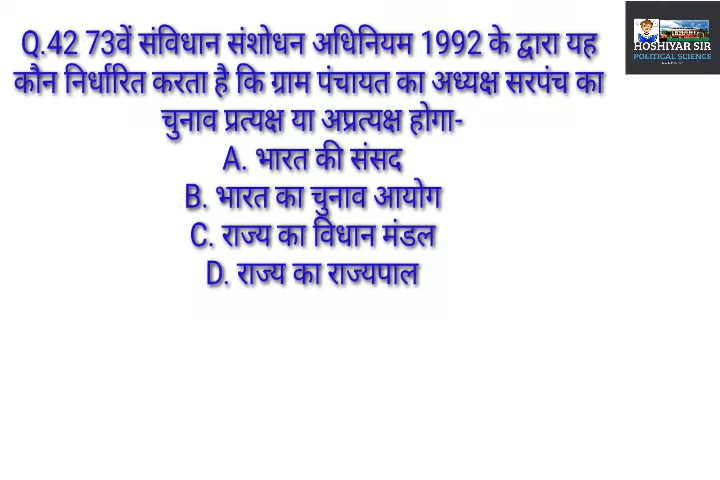 Q.42 73वें संविधान संशोधन अधिनियम 1992 के द्वारा यह
कौन निर्धारित करता है कि ग्राम पंचायत का अध्यक्ष सरपंच का
चुनाव प्रत्यक्ष या अप्रत्यक्ष होगा-
A. भारत की संसद
B. भारत का चुनाव आयोग
C. राज्य का विधान मंडल
D. राज्य का राज्यपाल
HOSHIYAR SIR
POLITICAL SCIENCE